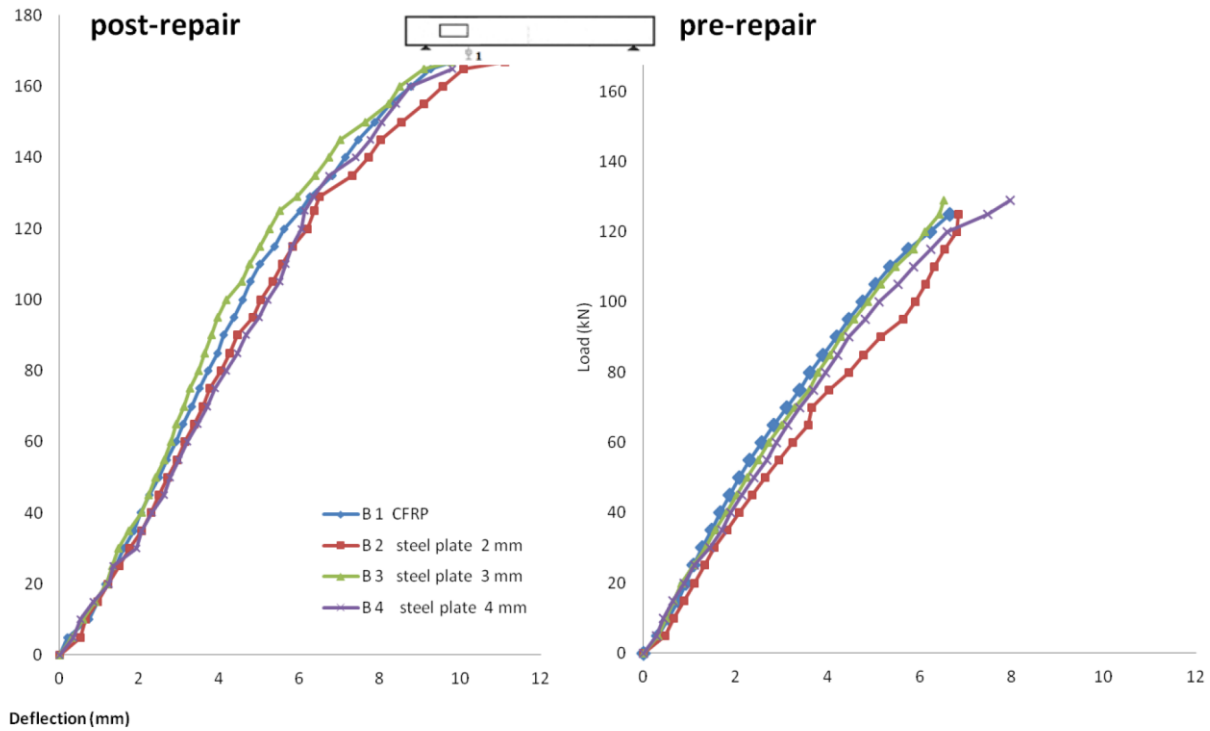 post-repair
pre-repair
1
180
160
140
120
100
80
60
40
20
0
0 2 4 6 8 10 12
Deflection (mm)
B 1 CFRP
B 2 steel plate 2 mm
B 3 steel plate 3 mm
B 4 steel plate 4 mm
Load (kN)
160
140
120
100
80
60
40
20
0
0 2 4 6 8 10 12